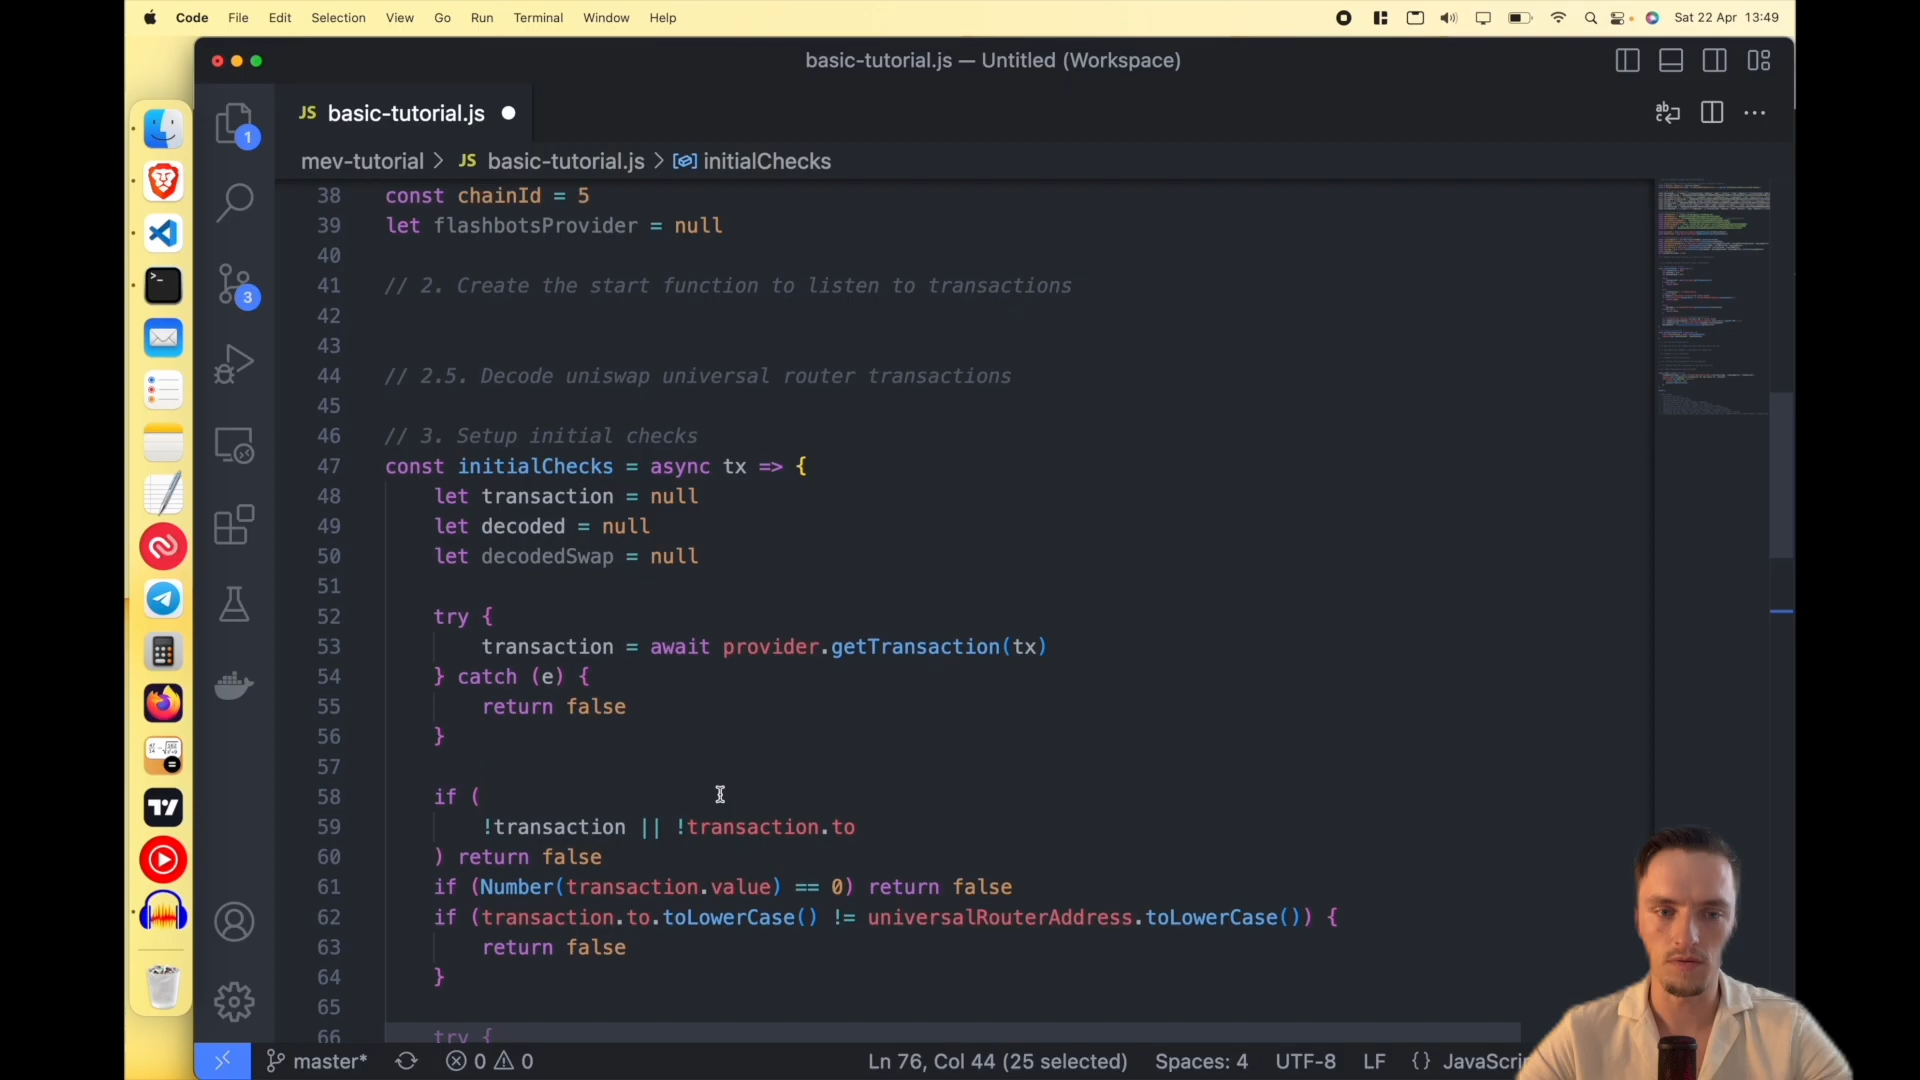 Code File Edit Selection View Go Run Terminal Window Help Sat 22 Apr 13:49
basic-tutorial.js — Untitled (Workspace)
JS basic-tutorial.js
mev-tutorial > JS basic-tutorial.js > initialChecks
38 const chainId = 5
39 let flashbotsProvider = null
40
41 // 2. Create the start function to listen to transactions
42
43
44 // 2.5. Decode uniswap universal router transactions
45
46 // 3. Setup initial checks
47 const initialChecks = async tx => {
48 let transaction = null
49 let decoded = null
50 let decodedSwap = null
51
52 try {
53 transaction = await provider.getTransaction(tx)
54 } catch (e) {
55 return false
56 }
57
58 if (
59 !transaction || !transaction.to
60 ) return false
61 if (Number(transaction.value) == 0) return false
62 if (transaction.to.toLowerCase() != universalRouterAddress.toLowerCase()) {
63 return false
64 }
65
66 try {
1
3
master* 0 0 Ln 76, Col 44 (25 selected) Spaces: 4 UTF-8 LF {} JavaScri